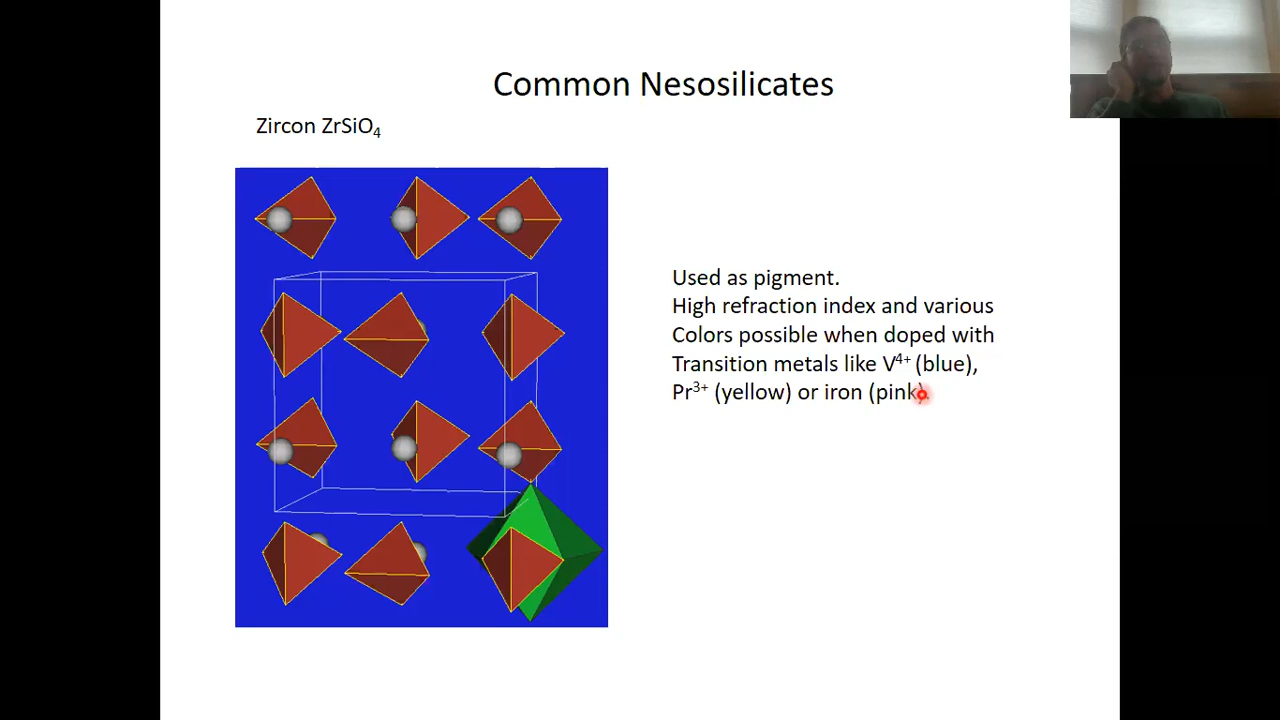 Common Nesosilicates
Zircon ZrSiO₄
Used as pigment.
High refraction index and various
Colors possible when doped with
Transition metals like V⁴⁺ (blue),
Pr³⁺ (yellow) or iron (pink).